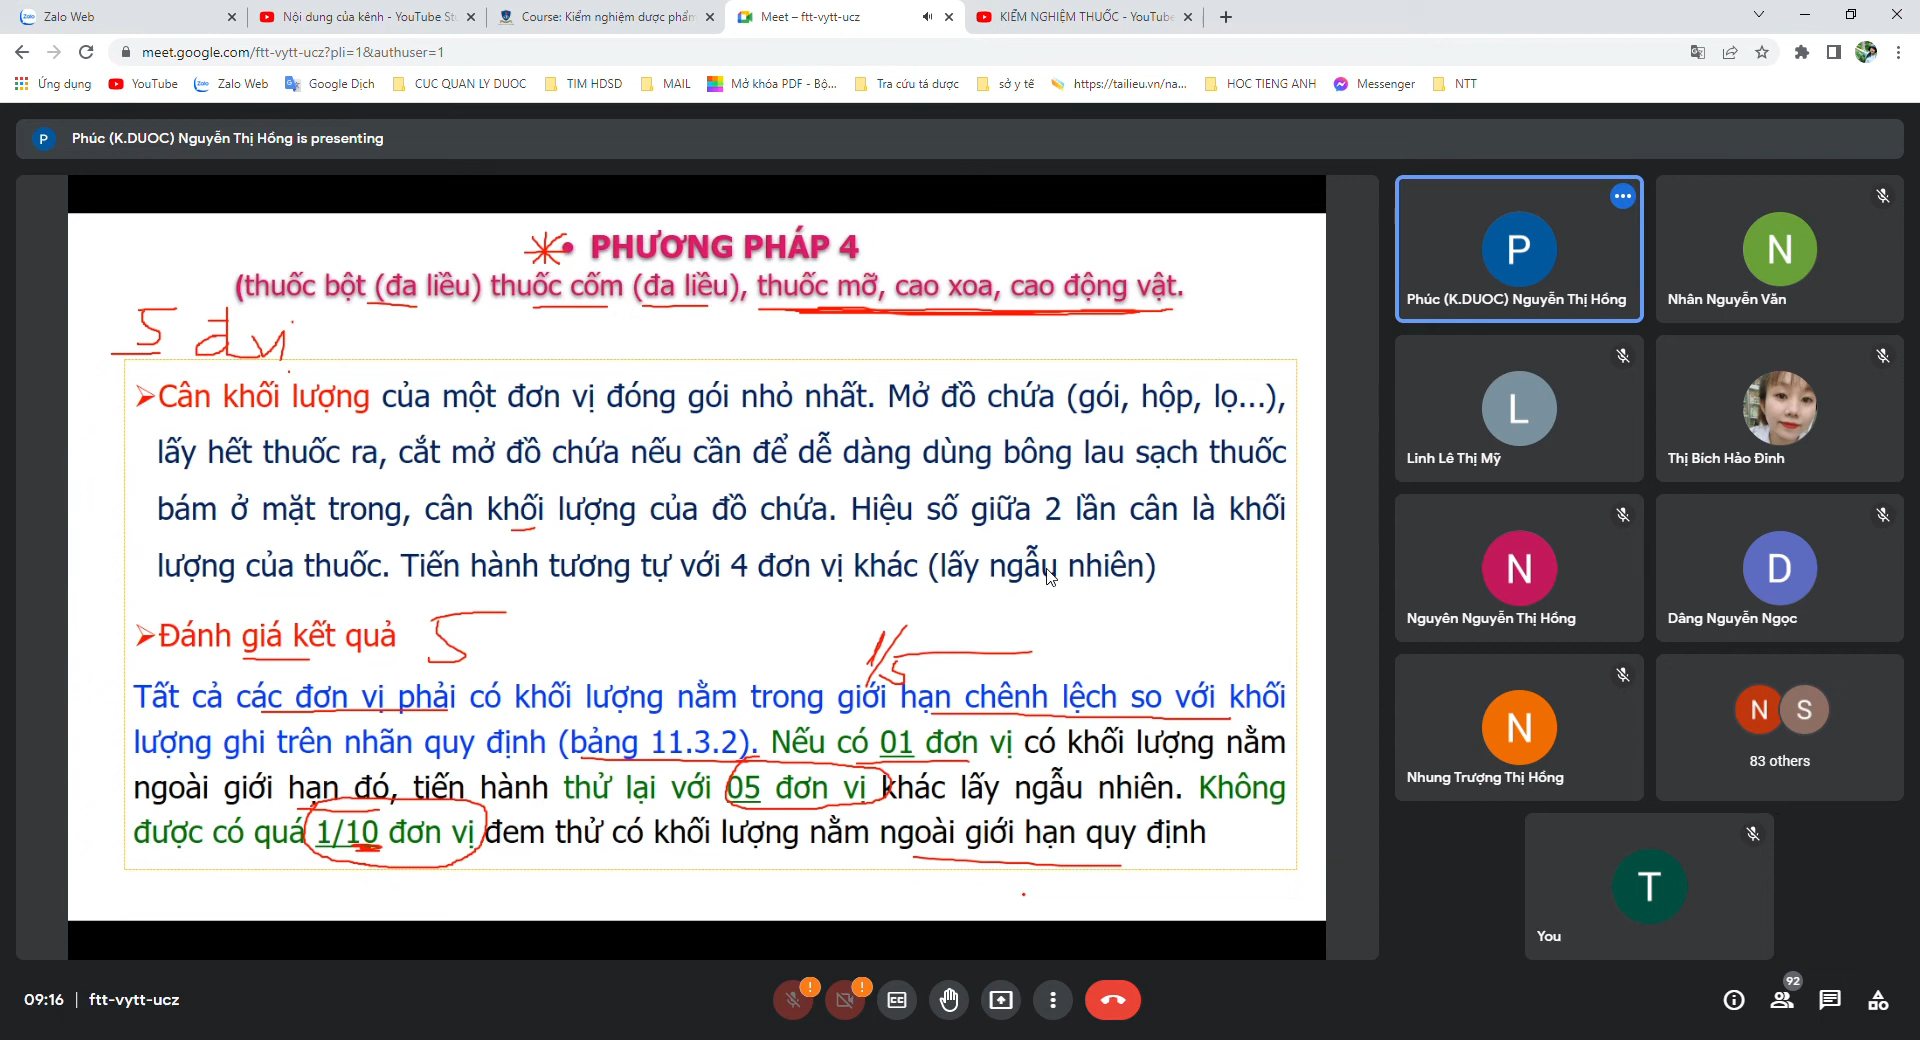 Zalo Web
Nội dung của kênh - YouTube St
Course: Kiểm nghiệm dược phẩm
Meet – ftt-vytt-ucz
KIỂM NGHIỆM THUỐC - YouTube
meet.google.com/ftt-vytt-ucz?pli=1&authuser=1
Ứng dụng
YouTube
Zalo Web
Google Dịch
CUC QUAN LY DUOC
TIM HDSD
MAIL
Mở khóa PDF - Bộ...
Tra cứu tá dược
sở y tế
https://tailieu.vn/na...
HOC TIENG ANH
Messenger
NTT
P
Phúc (K.DUOC) Nguyễn Thị Hồng is presenting
• PHƯƠNG PHÁP 4
(thuốc bột (đa liều) thuốc cốm (đa liều), thuốc mỡ, cao xoa, cao động vật.
5 đvị
➢Cân khối lượng của một đơn vị đóng gói nhỏ nhất. Mở đồ chứa (gói, hộp, lọ...),
lấy hết thuốc ra, cắt mở đồ chứa nếu cần để dễ dàng dùng bông lau sạch thuốc
bám ở mặt trong, cân khối lượng của đồ chứa. Hiệu số giữa 2 lần cân là khối
lượng của thuốc. Tiến hành tương tự với 4 đơn vị khác (lấy ngẫu nhiên)
➢Đánh giá kết quả 5
1/5
Tất cả các đơn vị phải có khối lượng nằm trong giới hạn chênh lệch so với khối
lượng ghi trên nhãn quy định (bảng 11.3.2). Nếu có 01 đơn vị có khối lượng nằm
ngoài giới hạn đó, tiến hành thử lại với 05 đơn vị khác lấy ngẫu nhiên. Không
được có quá 1/10 đơn vị đem thử có khối lượng nằm ngoài giới hạn quy định
P
Phúc (K.DUOC) Nguyễn Thị Hồng
N
Nhân Nguyễn Văn
L
Linh Lê Thị Mỹ
Thị Bích Hảo Đinh
N
Nguyên Nguyễn Thị Hồng
D
Dâng Nguyễn Ngọc
N
Nhung Trượng Thị Hồng
N S
83 others
T
You
09:16 | ftt-vytt-ucz
92